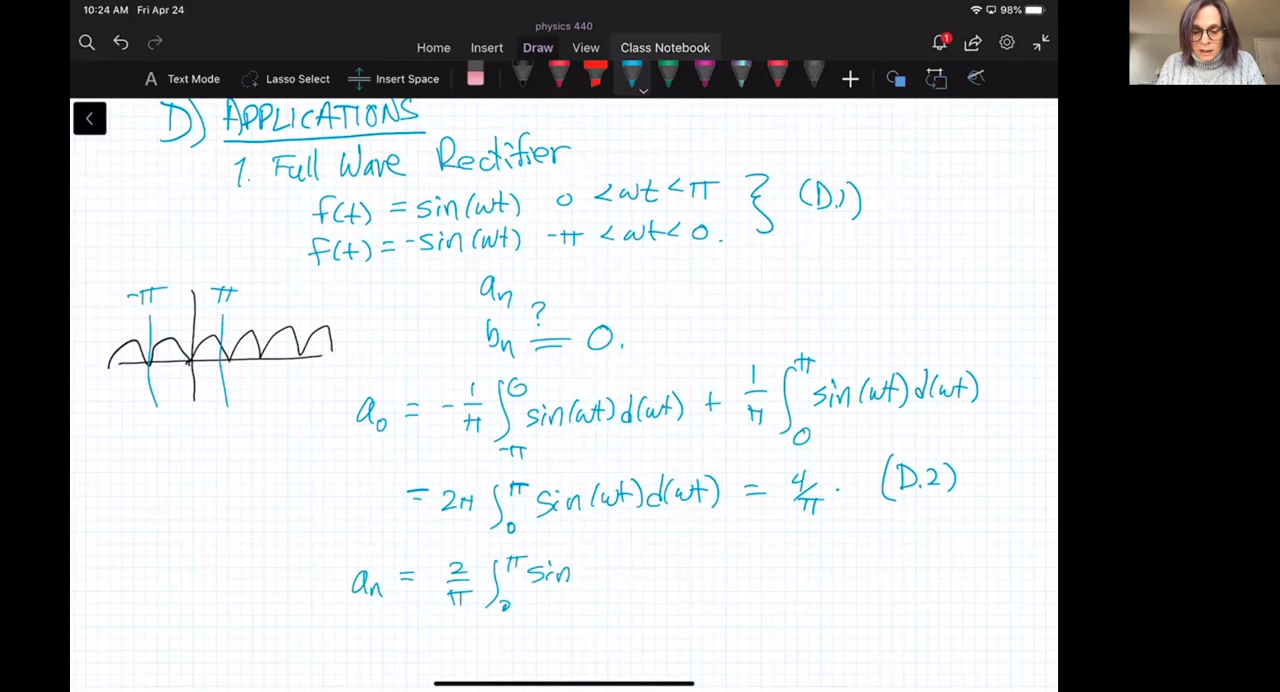 10:24 AM Fri Apr 24
98%
physics 440
Home Insert Draw View Class Notebook
1
A Text Mode Lasso Select Insert Space
D) APPLICATIONS
1. Full Wave Rectifier
f(t) = sin(ωt) 0 < ωt < π } (D.1)
f(t) = -sin(ωt) -π < ωt < 0.
-π π
aₙ
bₙ ?= 0.
a₀ = -1/π ∫_{-π}^{0} sin(ωt)d(ωt) + 1/π ∫_{0}^{π} sin(ωt)d(ωt)
= 2π ∫_{0}^{π} sin(ωt)d(ωt) = 4/π. (D.2)
aₙ = 2/π ∫_{0}^{π} sin